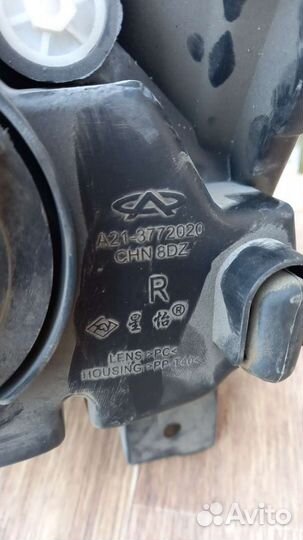 A21-3772020
CHN 8DZ
R
星怡®
LENS >PC<
HOUSING >PP-T40<
Avito